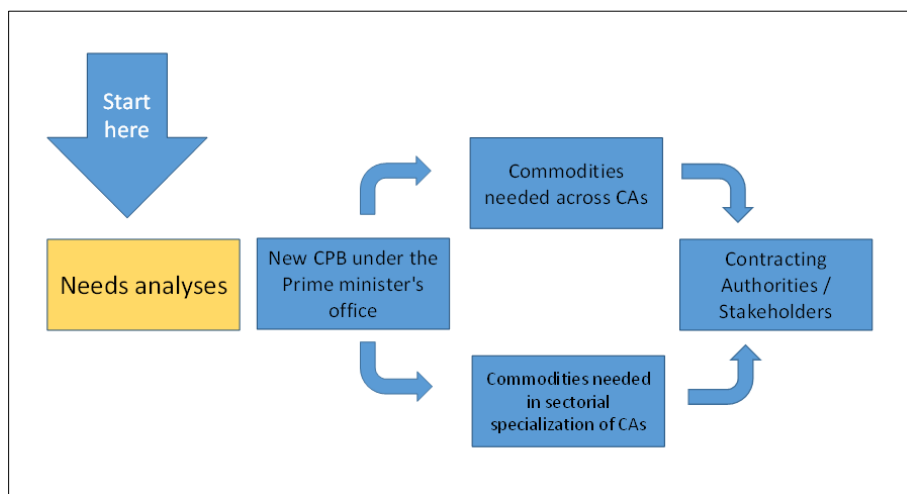 Start
here
Needs analyses
New CPB under the
Prime minister's
office
Commodities
needed across CAs
Commodities needed
in sectorial
specialization of CAs
Contracting
Authorities /
Stakeholders